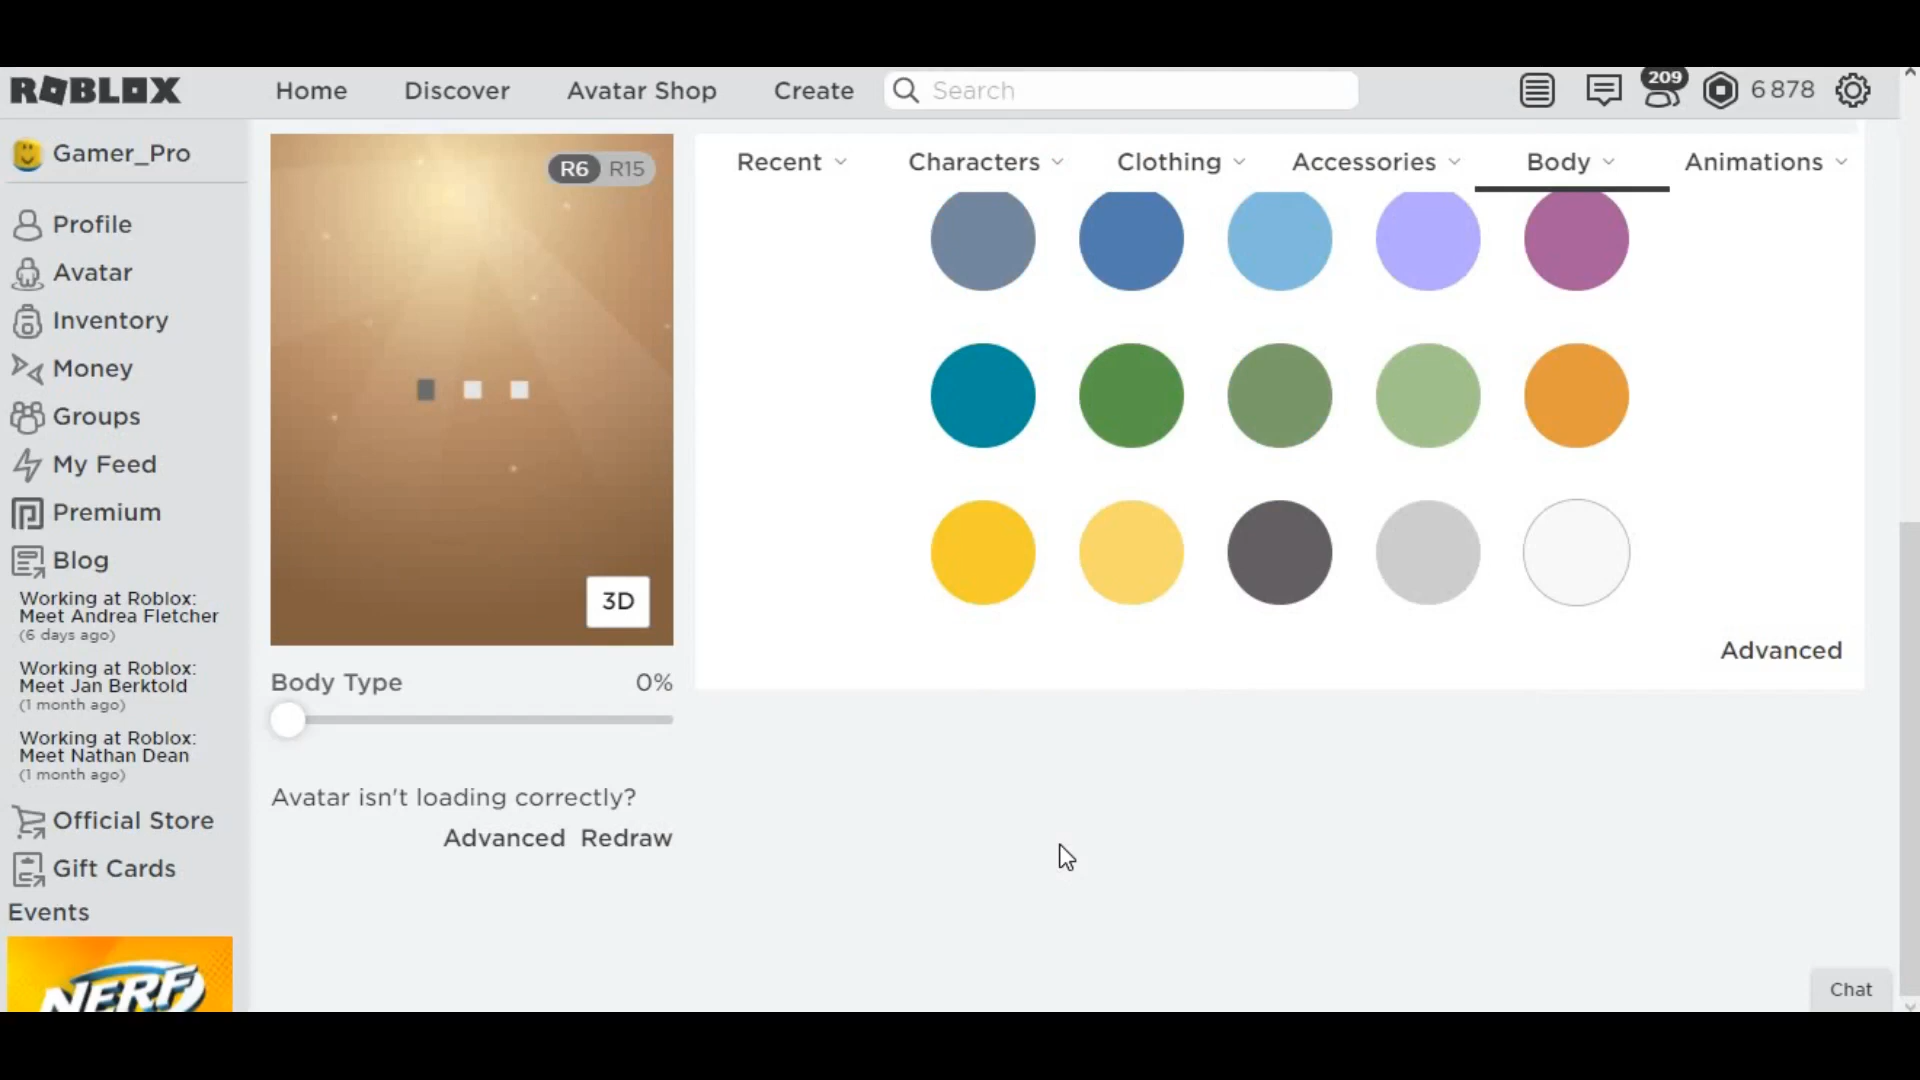 ROBLOX
Home
Discover
Avatar Shop
Create
Search
209
6 878
Gamer_Pro
Profile
Avatar
Inventory
Money
Groups
My Feed
Premium
Blog
Working at Roblox:
Meet Andrea Fletcher
(6 days ago)
Working at Roblox:
Meet Jan Berktold
(1 month ago)
Working at Roblox:
Meet Nathan Dean
(1 month ago)
Official Store
Gift Cards
Events
NERF
R6 R15
3D
Body Type 0%
Avatar isn't loading correctly?
Advanced Redraw
Recent
Characters
Clothing
Accessories
Body
Animations
Advanced
Chat